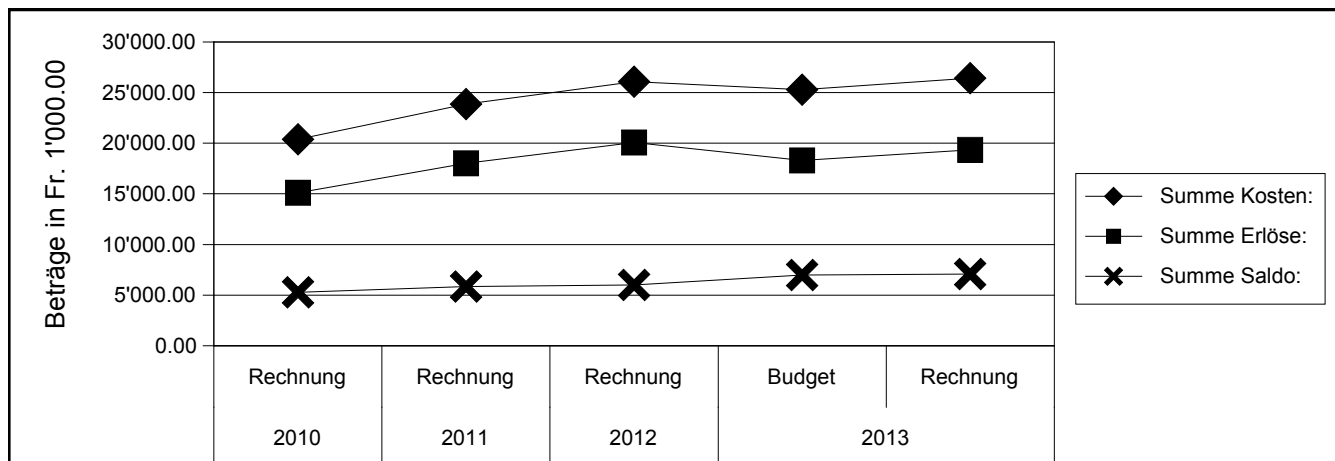 Beträge in Fr. 1'000.00
30'000.00
25'000.00
20'000.00
15'000.00
10'000.00
5'000.00
0.00
Rechnung Rechnung Rechnung Budget Rechnung
2010 2011 2012 2013
Summe Kosten:
Summe Erlöse:
Summe Saldo: